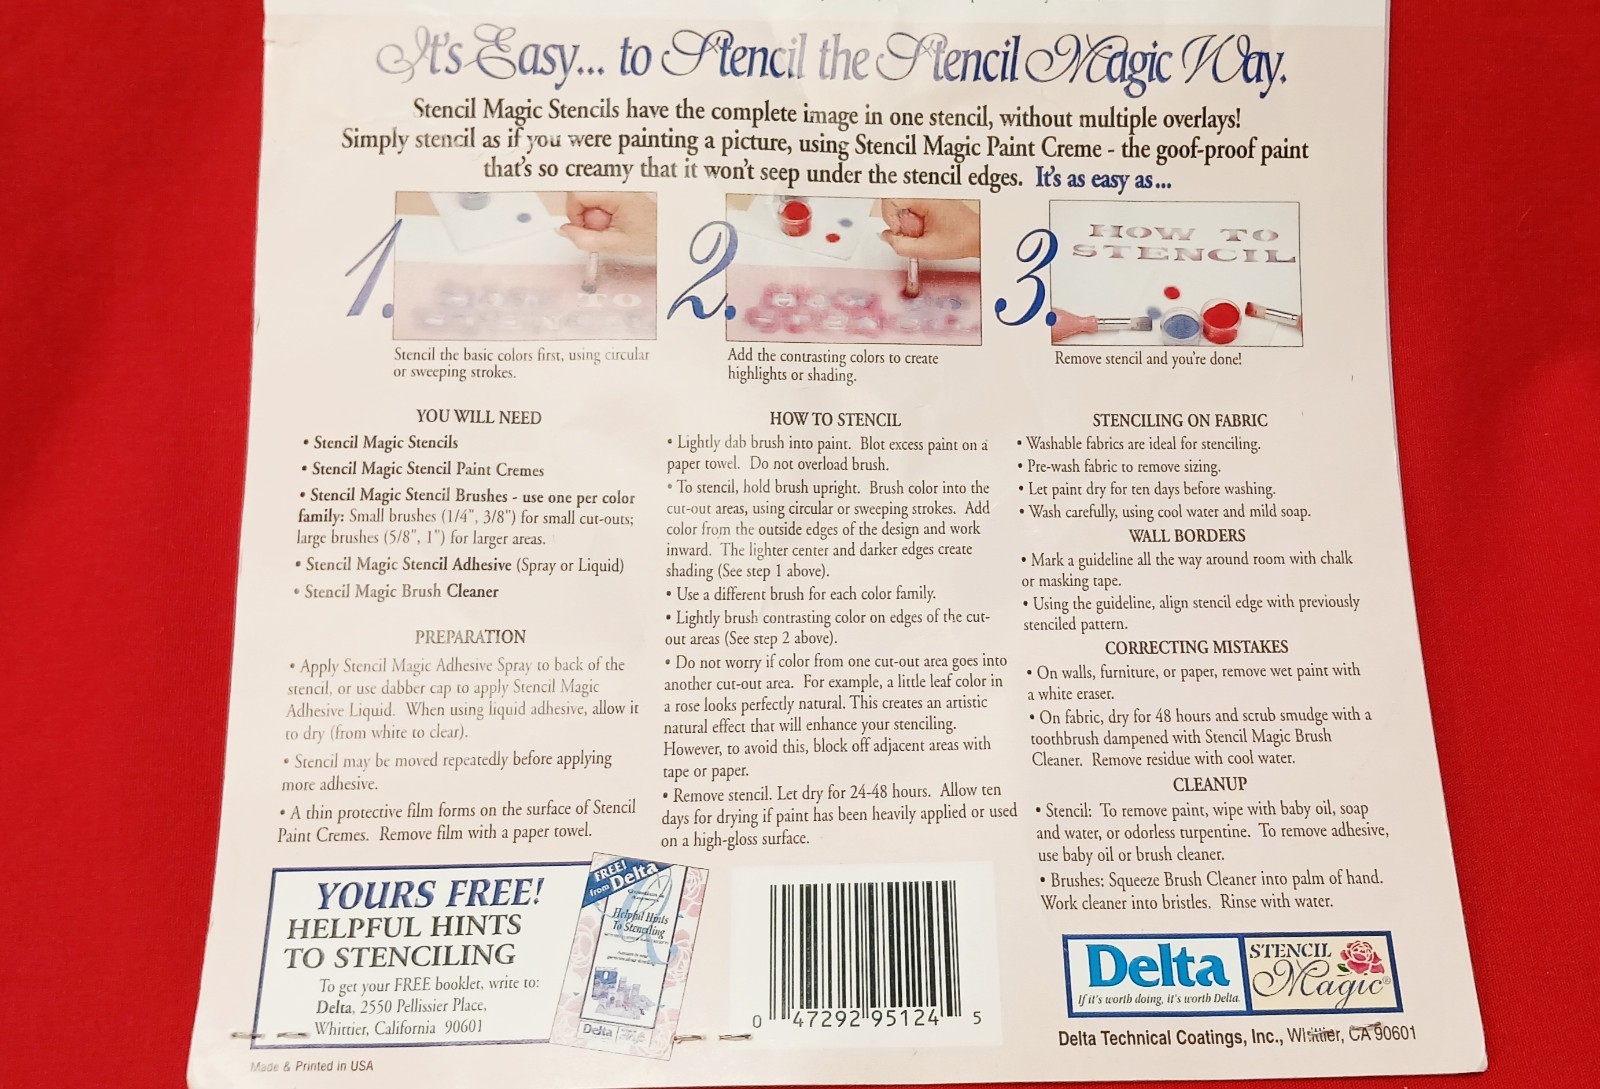 It's Easy... to Stencil the Stencil Magic Way.
Stencil Magic Stencils have the complete image in one stencil, without multiple overlays!
Simply stencil as if you were painting a picture, using Stencil Magic Paint Creme - the goof-proof paint
that's so creamy that it won't seep under the stencil edges. It's as easy as...
1.
TO
Stencil the basic colors first, using circular
or sweeping strokes.
2.
Add the contrasting colors to create
highlights or shading.
3.
HOW TO
STENCIL
Remove stencil and you're done!
YOU WILL NEED
• Stencil Magic Stencils
• Stencil Magic Stencil Paint Cremes
• Stencil Magic Stencil Brushes - use one per color
family: Small brushes (1/4", 3/8") for small cut-outs;
large brushes (5/8", 1") for larger areas.
• Stencil Magic Stencil Adhesive (Spray or Liquid)
• Stencil Magic Brush Cleaner
PREPARATION
• Apply Stencil Magic Adhesive Spray to back of the
stencil, or use dabber cap to apply Stencil Magic
Adhesive Liquid. When using liquid adhesive, allow it
to dry (from white to clear).
• Stencil may be moved repeatedly before applying
more adhesive.
• A thin protective film forms on the surface of Stencil
Paint Cremes. Remove film with a paper towel.
HOW TO STENCIL
• Lightly dab brush into paint. Blot excess paint on a
paper towel. Do not overload brush.
• To stencil, hold brush upright. Brush color into the
cut-out areas, using circular or sweeping strokes. Add
color from the outside edges of the design and work
inward. The lighter center and darker edges create
shading (See step 1 above).
• Use a different brush for each color family.
• Lightly brush contrasting color on edges of the cut-
out areas (See step 2 above).
• Do not worry if color from one cut-out area goes into
another cut-out area. For example, a little leaf color in
a rose looks perfectly natural. This creates an artistic
natural effect that will enhance your stenciling.
However, to avoid this, block off adjacent areas with
tape or paper.
• Remove stencil. Let dry for 24-48 hours. Allow ten
days for drying if paint has been heavily applied or used
on a high-gloss surface.
STENCILING ON FABRIC
• Washable fabrics are ideal for stenciling.
• Pre-wash fabric to remove sizing.
• Let paint dry for ten days before washing.
• Wash carefully, using cool water and mild soap.
WALL BORDERS
• Mark a guideline all the way around room with chalk
or masking tape.
• Using the guideline, align stencil edge with previously
stenciled pattern.
CORRECTING MISTAKES
• On walls, furniture, or paper, remove wet paint with
a white eraser.
• On fabric, dry for 48 hours and scrub smudge with a
toothbrush dampened with Stencil Magic Brush
Cleaner. Remove residue with cool water.
CLEANUP
• Stencil: To remove paint, wipe with baby oil, soap
and water, or odorless turpentine. To remove adhesive,
use baby oil or brush cleaner.
• Brushes: Squeeze Brush Cleaner into palm of hand.
Work cleaner into bristles. Rinse with water.
YOURS FREE!
HELPFUL HINTS
TO STENCILING
To get your FREE booklet, write to:
Delta, 2550 Pellissier Place,
Whittier, California 90601
FREE!
from Delta
Helpful Hints
To Stenciling
Delta
0 47292 95124 5
Delta
If it's worth doing, it's worth Delta.
STENCIL
Magic®
Delta Technical Coatings, Inc., Whittier, CA 90601
Made & Printed in USA